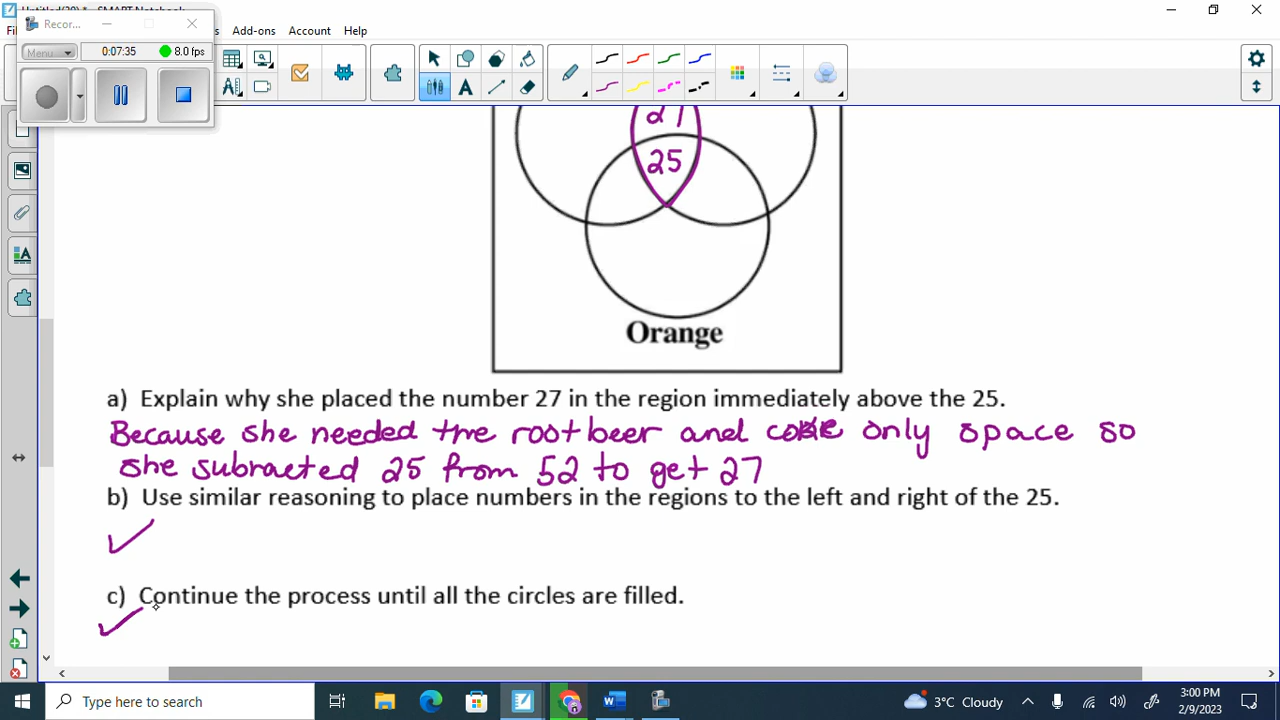 Untitled(20)* - SMART Notebook
Recor...
Menu
0:07:35
8.0 fps
Add-ons Account Help
27
25
Orange
a) Explain why she placed the number 27 in the region immediately above the 25.
Because she needed the rootbeer and coke only space so
she subracted 25 from 52 to get 27
b) Use similar reasoning to place numbers in the regions to the left and right of the 25.
c) Continue the process until all the circles are filled.
Type here to search
3°C Cloudy
3:00 PM
2/9/2023